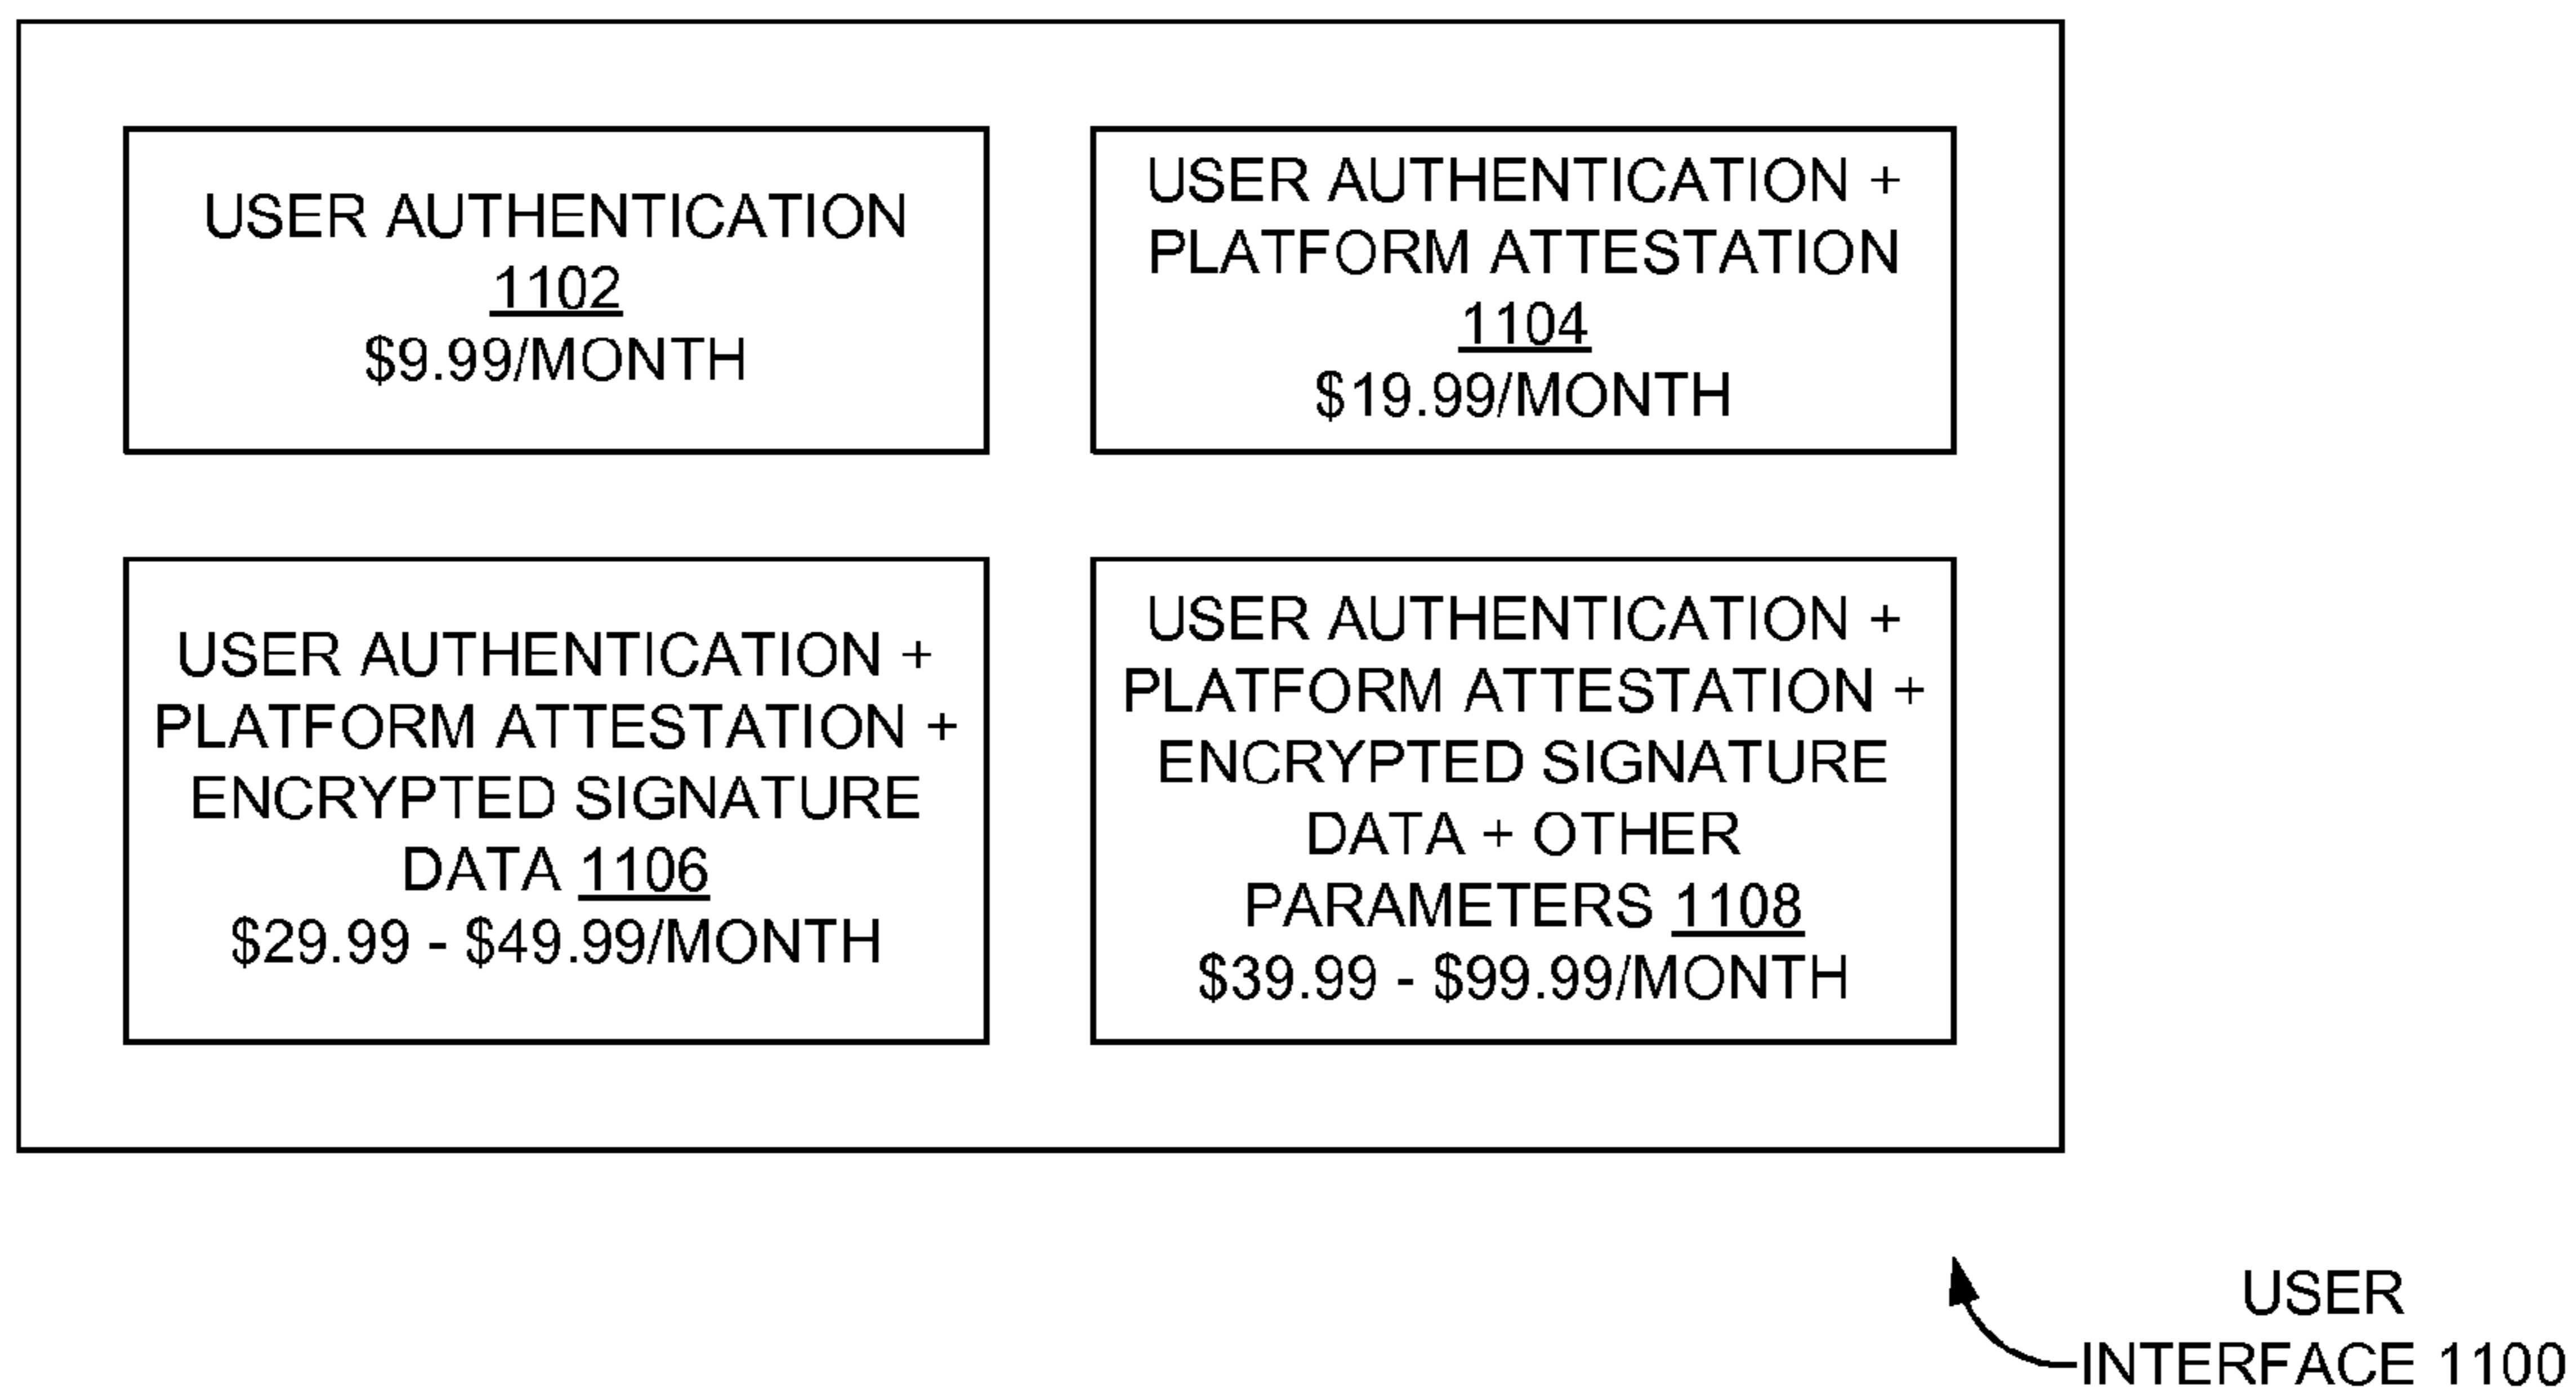 USER AUTHENTICATION
1102
$9.99/MONTH
USER AUTHENTICATION +
PLATFORM ATTESTATION
1104
$19.99/MONTH
USER AUTHENTICATION +
PLATFORM ATTESTATION +
ENCRYPTED SIGNATURE
DATA 1106
$29.99 - $49.99/MONTH
USER AUTHENTICATION +
PLATFORM ATTESTATION +
ENCRYPTED SIGNATURE
DATA + OTHER
PARAMETERS 1108
$39.99 - $99.99/MONTH
USER
INTERFACE 1100